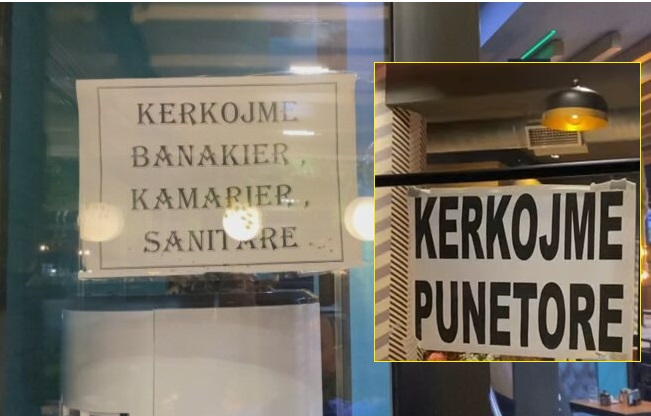 KERKOJME
BANAKIER ,
KAMARIER ,
SANITARE
KERKOJME
PUNETORE